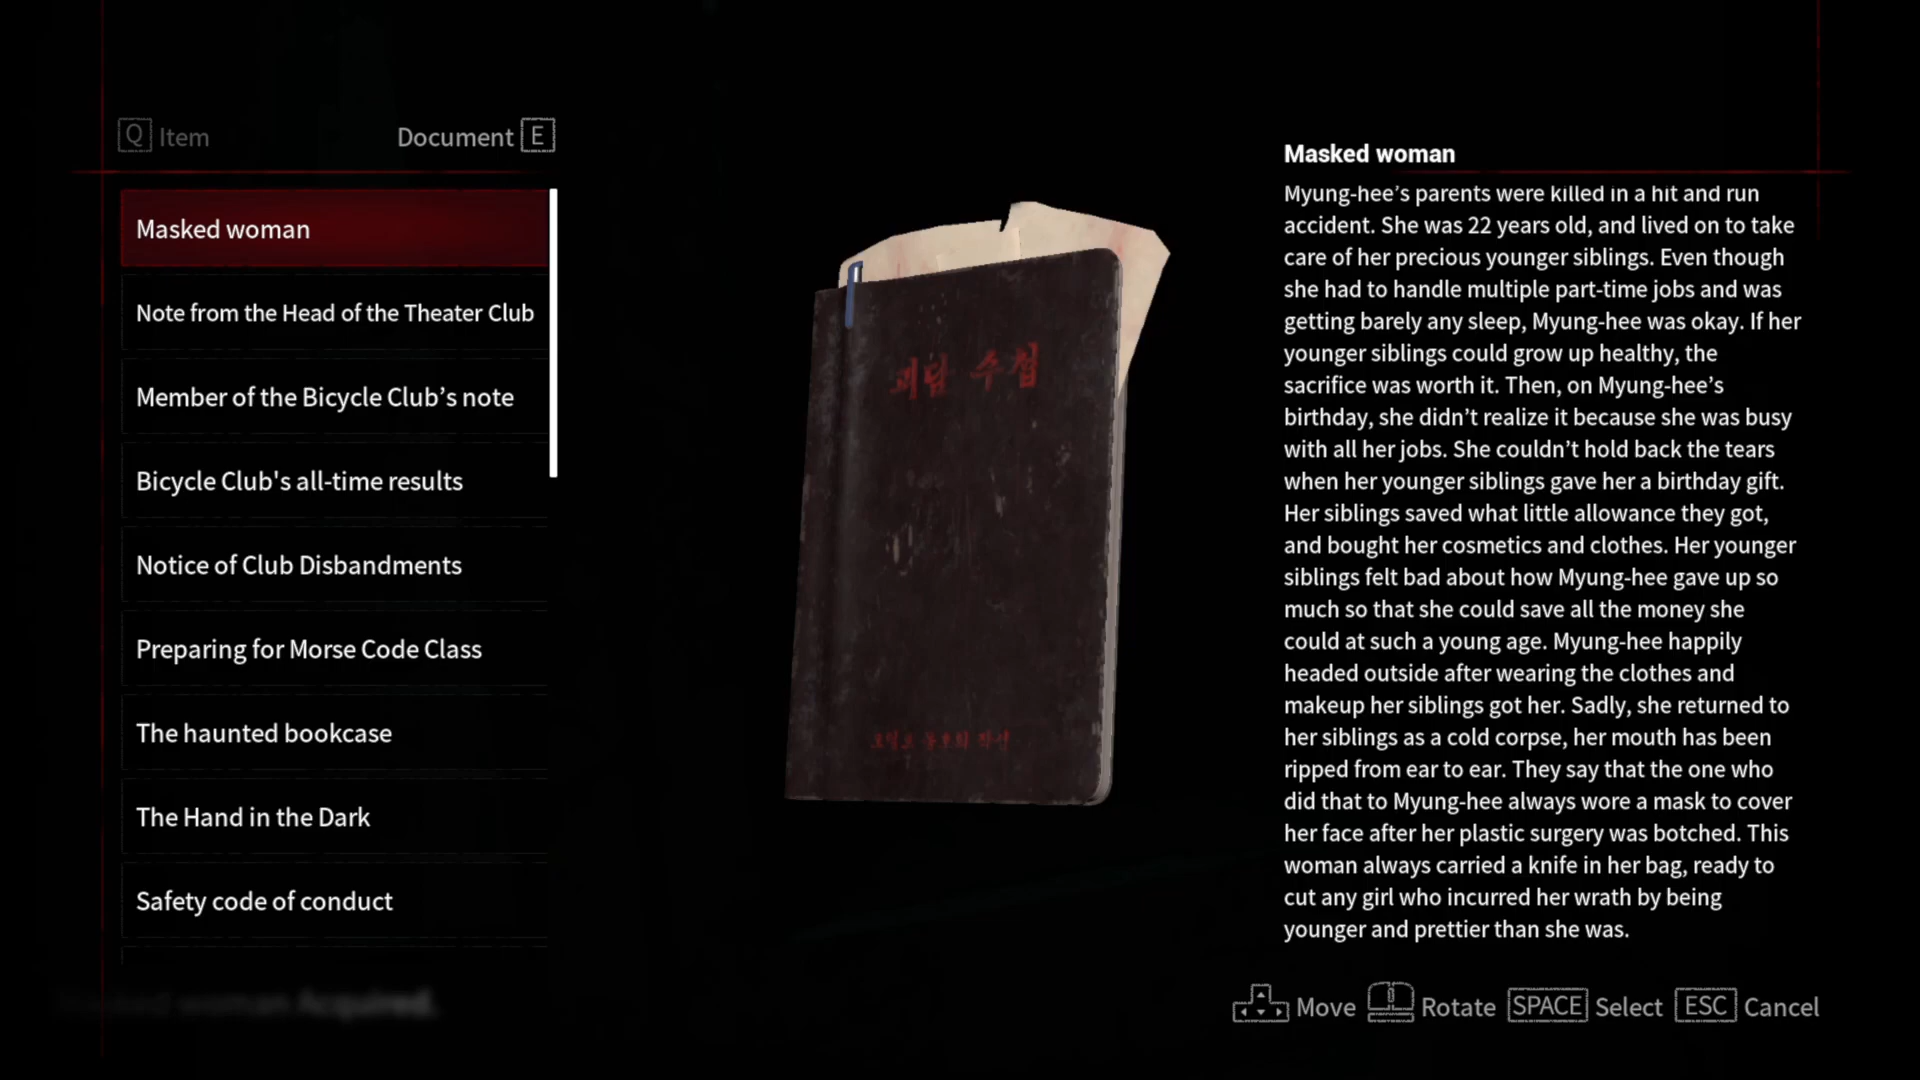 Q Item
Document E
Masked woman
Note from the Head of the Theater Club
Member of the Bicycle Club’s note
Bicycle Club's all-time results
Notice of Club Disbandments
Preparing for Morse Code Class
The haunted bookcase
The Hand in the Dark
Safety code of conduct
괴담 수첩
Masked woman
Myung-hee’s parents were killed in a hit and run
accident. She was 22 years old, and lived on to take
care of her precious younger siblings. Even though
she had to handle multiple part-time jobs and was
getting barely any sleep, Myung-hee was okay. If her
younger siblings could grow up healthy, the
sacrifice was worth it. Then, on Myung-hee’s
birthday, she didn’t realize it because she was busy
with all her jobs. She couldn’t hold back the tears
when her younger siblings gave her a birthday gift.
Her siblings saved what little allowance they got,
and bought her cosmetics and clothes. Her younger
siblings felt bad about how Myung-hee gave up so
much so that she could save all the money she
could at such a young age. Myung-hee happily
headed outside after wearing the clothes and
makeup her siblings got her. Sadly, she returned to
her siblings as a cold corpse, her mouth has been
ripped from ear to ear. They say that the one who
did that to Myung-hee always wore a mask to cover
her face after her plastic surgery was botched. This
woman always carried a knife in her bag, ready to
cut any girl who incurred her wrath by being
younger and prettier than she was.
woman Acquired.
Move Rotate SPACE Select ESC Cancel